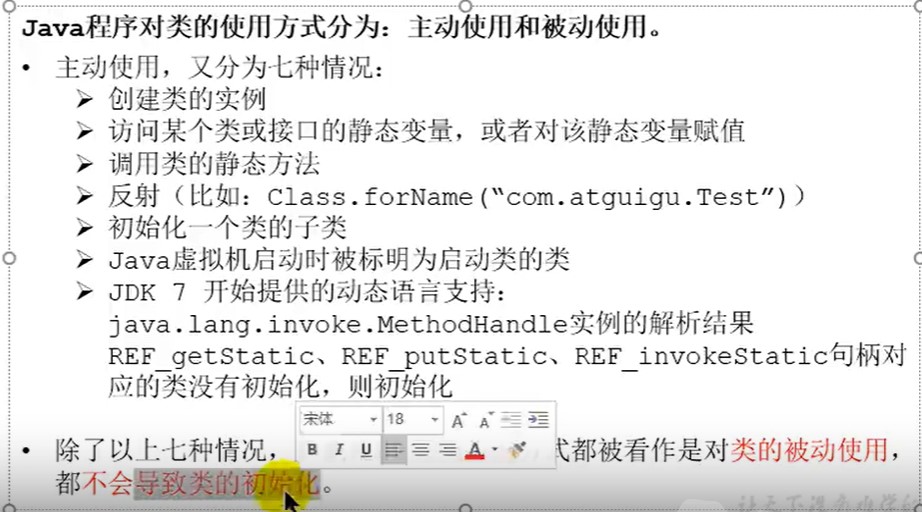 Java程序对类的使用方式分为：主动使用和被动使用。
• 主动使用，又分为七种情况：
➢ 创建类的实例
➢ 访问某个类或接口的静态变量，或者对该静态变量赋值
➢ 调用类的静态方法
➢ 反射（比如：Class.forName(“com.atguigu.Test”)）
➢ 初始化一个类的子类
➢ Java虚拟机启动时被标明为启动类的类
➢ JDK 7 开始提供的动态语言支持：
java.lang.invoke.MethodHandle实例的解析结果
REF_getStatic、REF_putStatic、REF_invokeStatic句柄对
应的类没有初始化，则初始化
宋体 18 A A
B I U A
• 除了以上七种情况， 式都被看作是对类的被动使用，
都不会导致类的初始化。